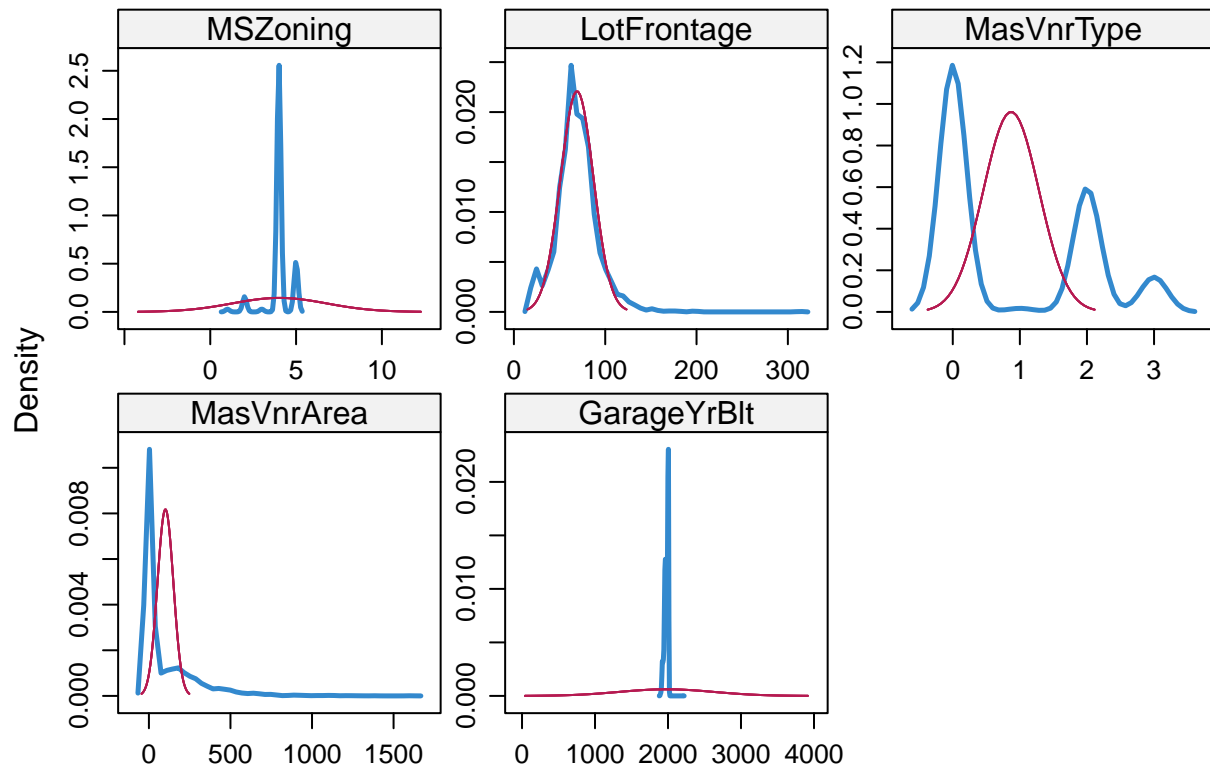 MSZoning
LotFrontage
MasVnrType
0.0 0.5 1.0 1.5 2.0 2.5
0.000 0.010 0.020
0.0 0.2 0.4 0.6 0.8 1.0 1.2
0 5 10
0 100 200 300
0 1 2 3
Density
MasVnrArea
GarageYrBlt
0.000 0.004 0.008
0.000 0.010 0.020
0 500 1000 1500
0 1000 2000 3000 4000